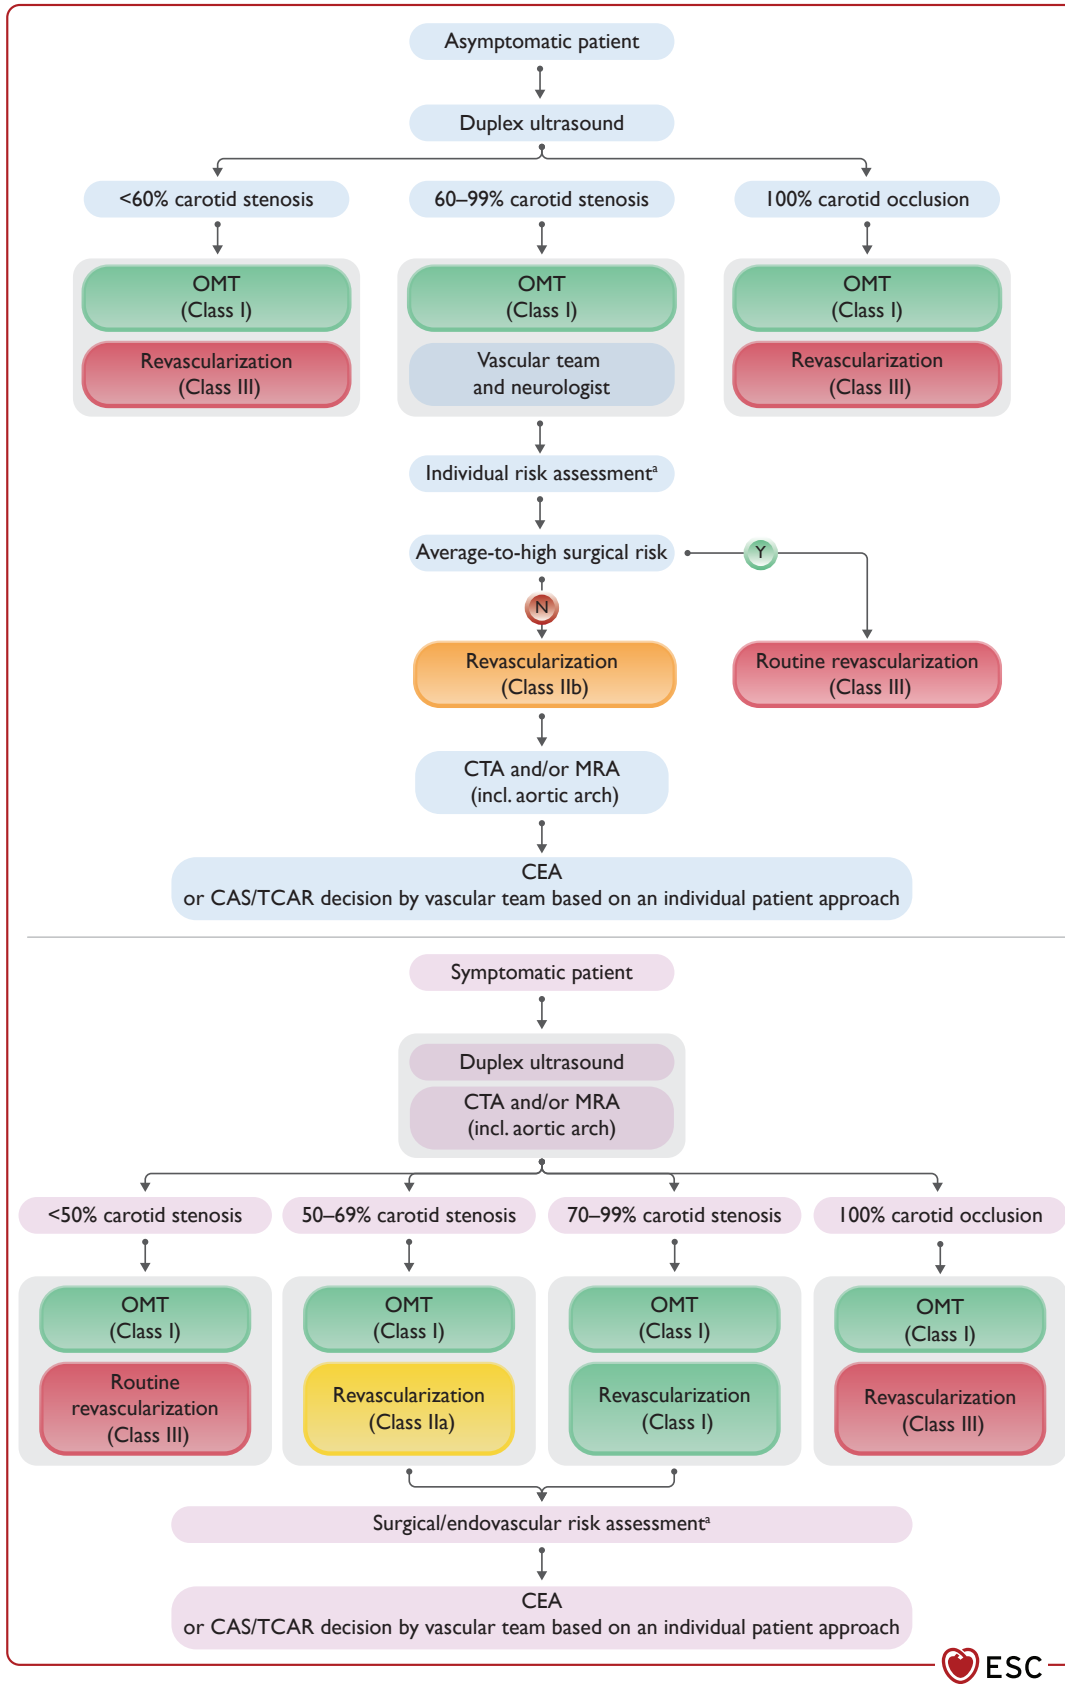 Asymptomatic patient
Duplex ultrasound
<60% carotid stenosis
60–99% carotid stenosis
100% carotid occlusion
OMT
(Class I)
Revascularization
(Class III)
OMT
(Class I)
Vascular team
and neurologist
OMT
(Class I)
Revascularization
(Class III)
Individual risk assessmentᵃ
Average-to-high surgical risk
Y
N
Revascularization
(Class IIb)
Routine revascularization
(Class III)
CTA and/or MRA
(incl. aortic arch)
CEA
or CAS/TCAR decision by vascular team based on an individual patient approach
Symptomatic patient
Duplex ultrasound
CTA and/or MRA
(incl. aortic arch)
<50% carotid stenosis
50–69% carotid stenosis
70–99% carotid stenosis
100% carotid occlusion
OMT
(Class I)
Routine
revascularization
(Class III)
OMT
(Class I)
Revascularization
(Class IIa)
OMT
(Class I)
Revascularization
(Class I)
OMT
(Class I)
Revascularization
(Class III)
Surgical/endovascular risk assessmentᵃ
CEA
or CAS/TCAR decision by vascular team based on an individual patient approach
ESC